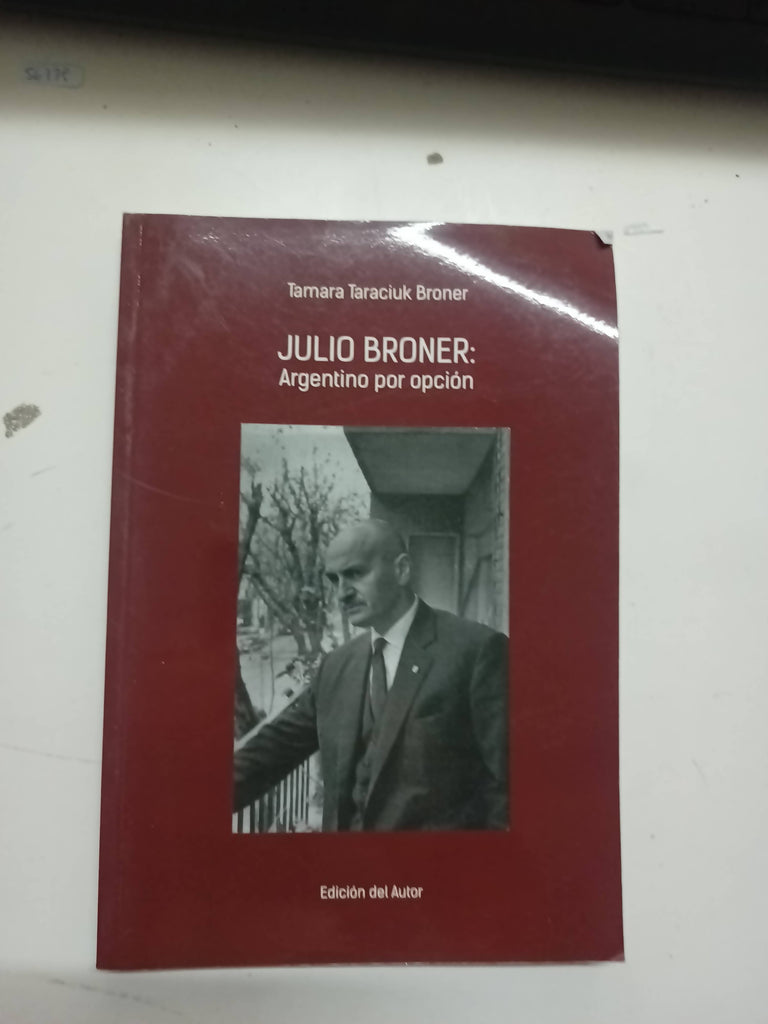 Tamara Taraciuk Broner
JULIO BRONER:
Argentino por opción
Edición del Autor